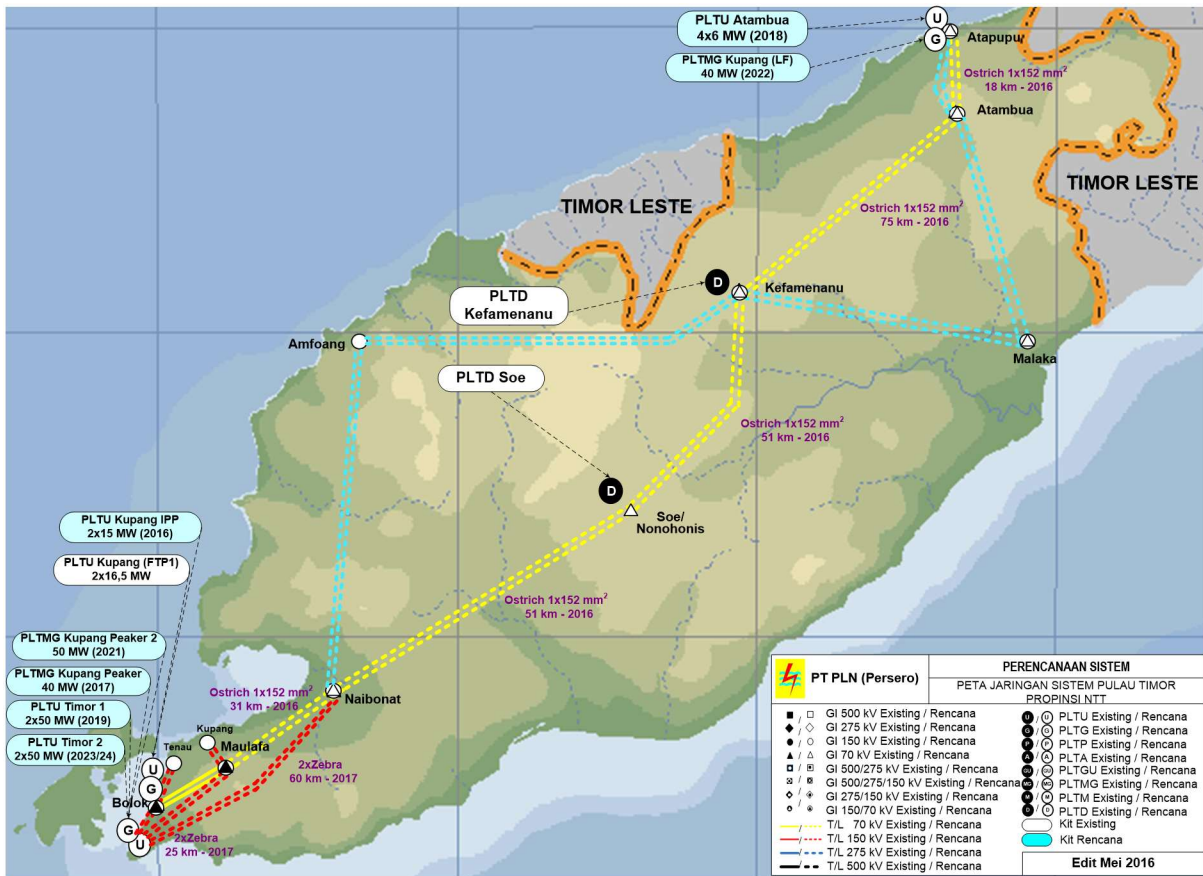 PLTU Atambua
4x6 MW (2018)
PLTMG Kupang (LF)
40 MW (2022)
U
G
Atapupu
Ostrich 1x152 mm²
18 km - 2016
Atambua
TIMOR LESTE
TIMOR LESTE
Ostrich 1x152 mm²
75 km - 2016
PLTD
Kefamenanu
D
Kefamenanu
Amfoang
Malaka
PLTD Soe
Ostrich 1x152 mm²
51 km - 2016
D
Soe/
Nonohonis
PLTU Kupang IPP
2x15 MW (2016)
PLTU Kupang (FTP1)
2x16,5 MW
Ostrich 1x152 mm²
51 km - 2016
PLTMG Kupang Peaker 2
50 MW (2021)
PLTMG Kupang Peaker
40 MW (2017)
PLTU Timor 1
2x50 MW (2019)
PLTU Timor 2
2x50 MW (2023/24)
Ostrich 1x152 mm²
31 km - 2016
Naibonat
Kupang
Tenau
Maulafa
2xZebra
60 km - 2017
U
G
Bolok
G
U
2xZebra
25 km - 2017
PT PLN (Persero)
PERENCANAAN SISTEM
PETA JARINGAN SISTEM PULAU TIMOR
PROPINSI NTT
/ GI 500 kV Existing / Rencana
/ GI 275 kV Existing / Rencana
/ GI 150 kV Existing / Rencana
/ GI 70 kV Existing / Rencana
/ GI 500/275 kV Existing / Rencana
/ GI 500/275/150 kV Existing / Rencana
/ GI 275/150 kV Existing / Rencana
/ GI 150/70 kV Existing / Rencana
/ T/L 70 kV Existing / Rencana
/ T/L 150 kV Existing / Rencana
/ T/L 275 kV Existing / Rencana
/ T/L 500 kV Existing / Rencana
U / U PLTU Existing / Rencana
G / G PLTG Existing / Rencana
P / P PLTP Existing / Rencana
A / A PLTA Existing / Rencana
GU / GU PLTGU Existing / Rencana
MG / MG PLTMG Existing / Rencana
M / M PLTM Existing / Rencana
D / D PLTD Existing / Rencana
Kit Existing
Kit Rencana
Edit Mei 2016